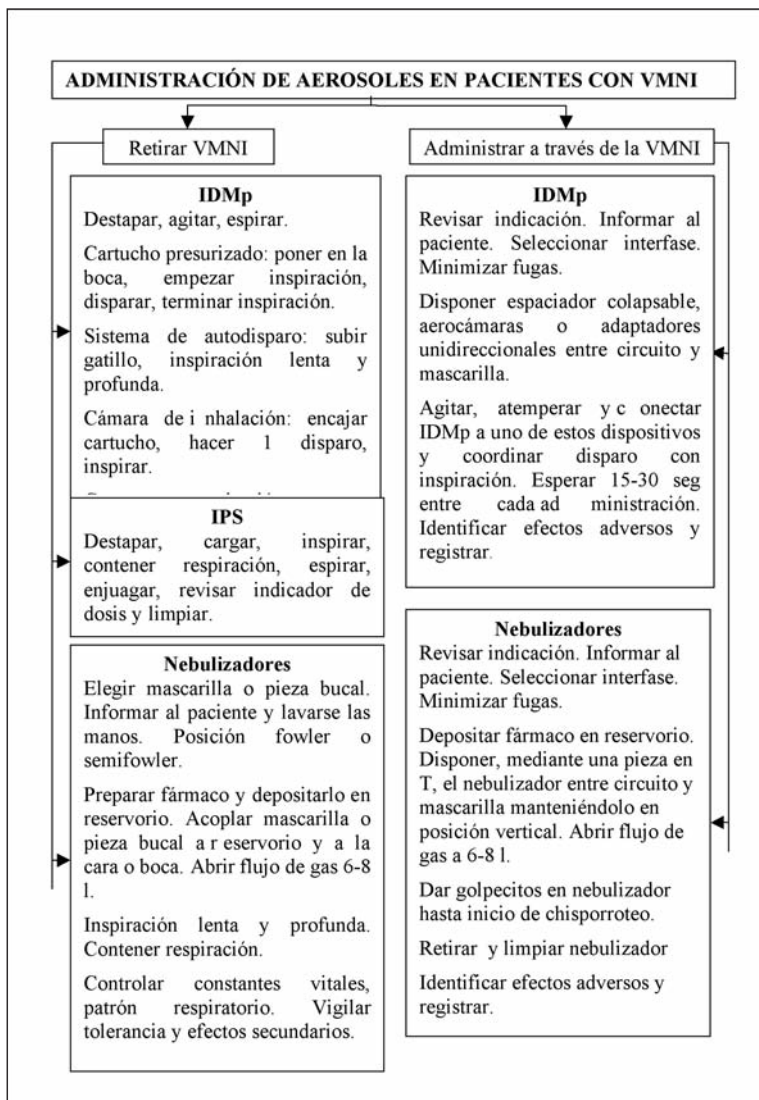 ADMINISTRACIÓN DE AEROSOLES EN PACIENTES CON VMNI
Retirar VMNI
IDMp
Destapar, agitar, espirar.
Cartucho presurizado: poner en la
boca, empezar inspiración,
disparar, terminar inspiración.
Sistema de autodisparo: subir
gatillo, inspiración lenta y
profunda.
Cámara de i nhalación: encajar
cartucho, hacer 1 disparo,
inspirar.
IPS
Destapar, cargar, inspirar,
contener respiración, espirar,
enjuagar, revisar indicador de
dosis y limpiar.
Nebulizadores
Elegir mascarilla o pieza bucal.
Informar al paciente y lavarse las
manos. Posición fowler o
semifowler.
Preparar fármaco y depositarlo en
reservorio. Acoplar mascarilla o
pieza bucal a r eservorio y a la
cara o boca. Abrir flujo de gas 6-8
l.
Inspiración lenta y profunda.
Contener respiración.
Controlar constantes vitales,
patrón respiratorio. Vigilar
tolerancia y efectos secundarios.
Administrar a través de la VMNI
IDMp
Revisar indicación. Informar al
paciente. Seleccionar interfase.
Minimizar fugas.
Disponer espaciador colapsable,
aerocámaras o adaptadores
unidireccionales entre circuito y
mascarilla.
Agitar, atemperar y c onectar
IDMp a uno de estos dispositivos
y coordinar disparo con
inspiración. Esperar 15-30 seg
entre cada ad ministración.
Identificar efectos adversos y
registrar.
Nebulizadores
Revisar indicación. Informar al
paciente. Seleccionar interfase.
Minimizar fugas.
Depositar fármaco en reservorio.
Disponer, mediante una pieza en
T, el nebulizador entre circuito y
mascarilla manteniéndolo en
posición vertical. Abrir flujo de
gas a 6-8 l.
Dar golpecitos en nebulizador
hasta inicio de chisporroteo.
Retirar y limpiar nebulizador
Identificar efectos adversos y
registrar.